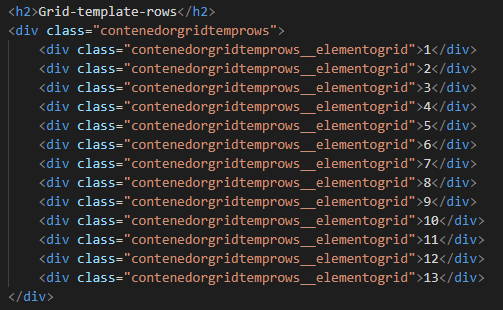 <h2>Grid-template-rows</h2>
<div class="contenedorgridtemprows">
<div class="contenedorgridtemprows__elementogrid">1</div>
<div class="contenedorgridtemprows__elementogrid">2</div>
<div class="contenedorgridtemprows__elementogrid">3</div>
<div class="contenedorgridtemprows__elementogrid">4</div>
<div class="contenedorgridtemprows__elementogrid">5</div>
<div class="contenedorgridtemprows__elementogrid">6</div>
<div class="contenedorgridtemprows__elementogrid">7</div>
<div class="contenedorgridtemprows__elementogrid">8</div>
<div class="contenedorgridtemprows__elementogrid">9</div>
<div class="contenedorgridtemprows__elementogrid">10</div>
<div class="contenedorgridtemprows__elementogrid">11</div>
<div class="contenedorgridtemprows__elementogrid">12</div>
<div class="contenedorgridtemprows__elementogrid">13</div>
</div>